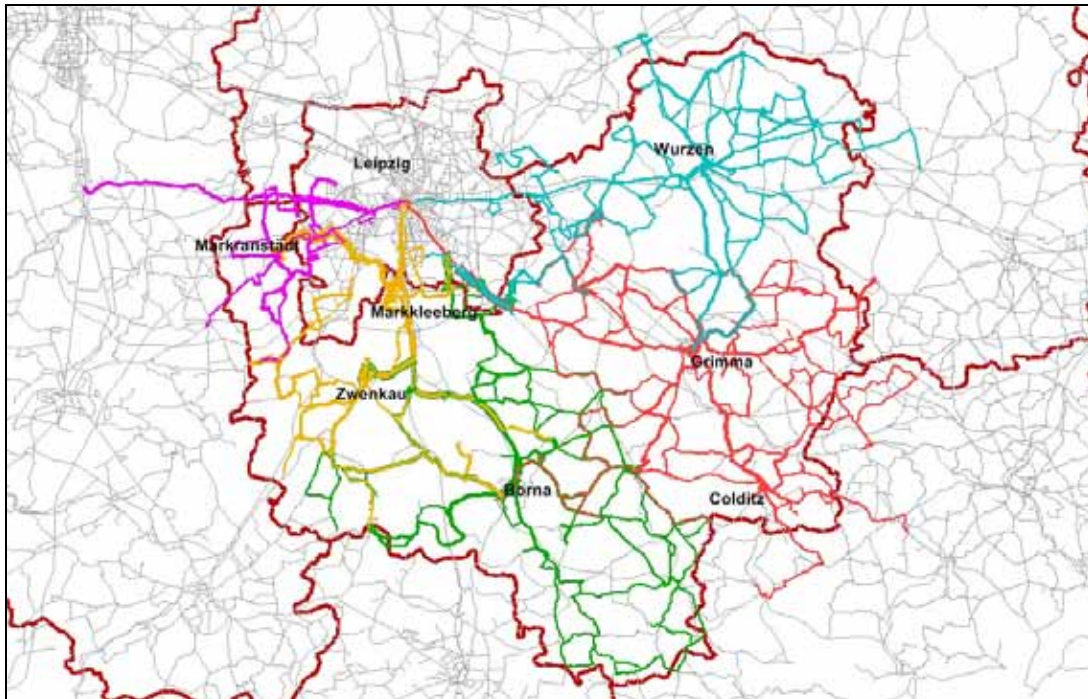 Leipzig
Wurzen
Markranstädt
Markkleeberg
Grimma
Zwenkau
Borna
Colditz